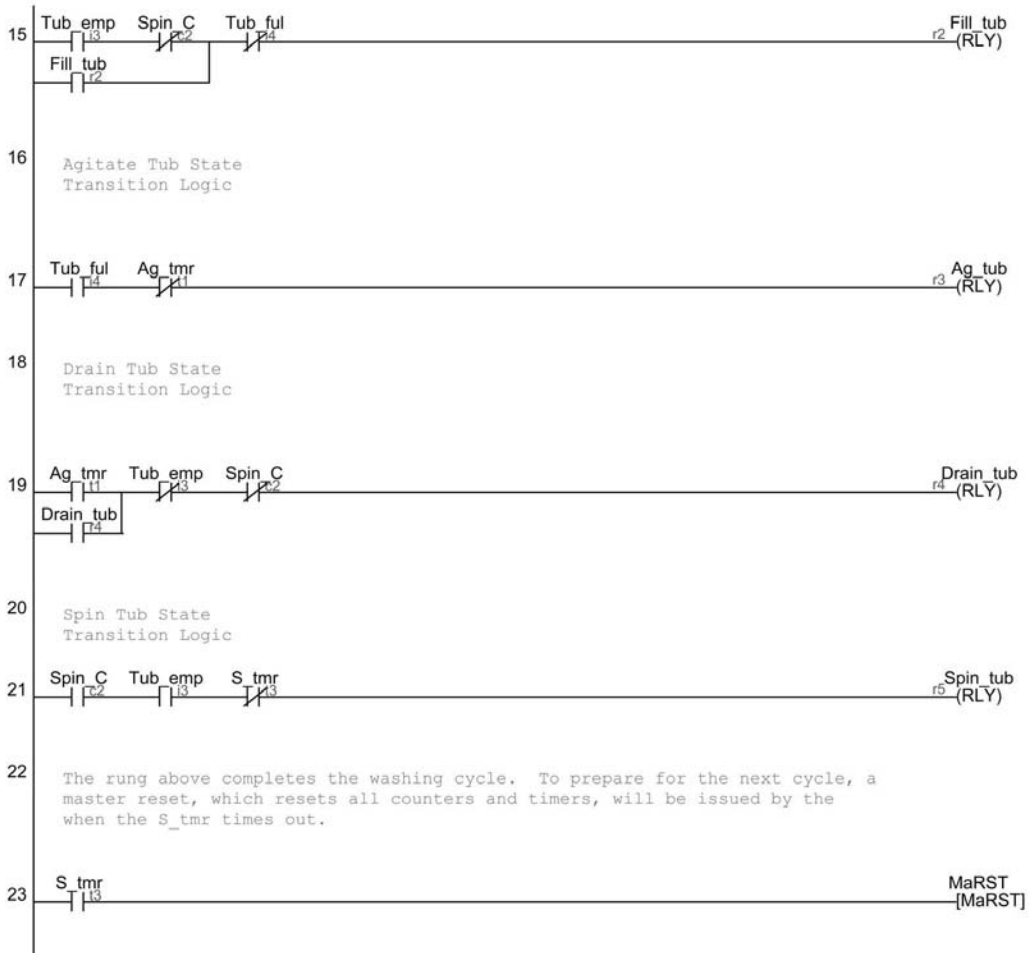 Tub_emp Spin_C Tub_ful Fill_tub
15 i3 c2 i4 r2 (RLY)
Fill_tub
r2
16 Agitate Tub State
Transition Logic
Tub_ful Ag_tmr Ag_tub
17 i4 t1 r3 (RLY)
18 Drain Tub State
Transition Logic
Ag_tmr Tub_emp Spin_C Drain_tub
19 t1 i3 c2 r4 (RLY)
Drain_tub
r4
20 Spin Tub State
Transition Logic
Spin_C Tub_emp S_tmr Spin_tub
21 c2 i3 t3 r5 (RLY)
22 The rung above completes the washing cycle. To prepare for the next cycle, a
master reset, which resets all counters and timers, will be issued by the
when the S_tmr times out.
S_tmr MaRST
23 t3 [MaRST]